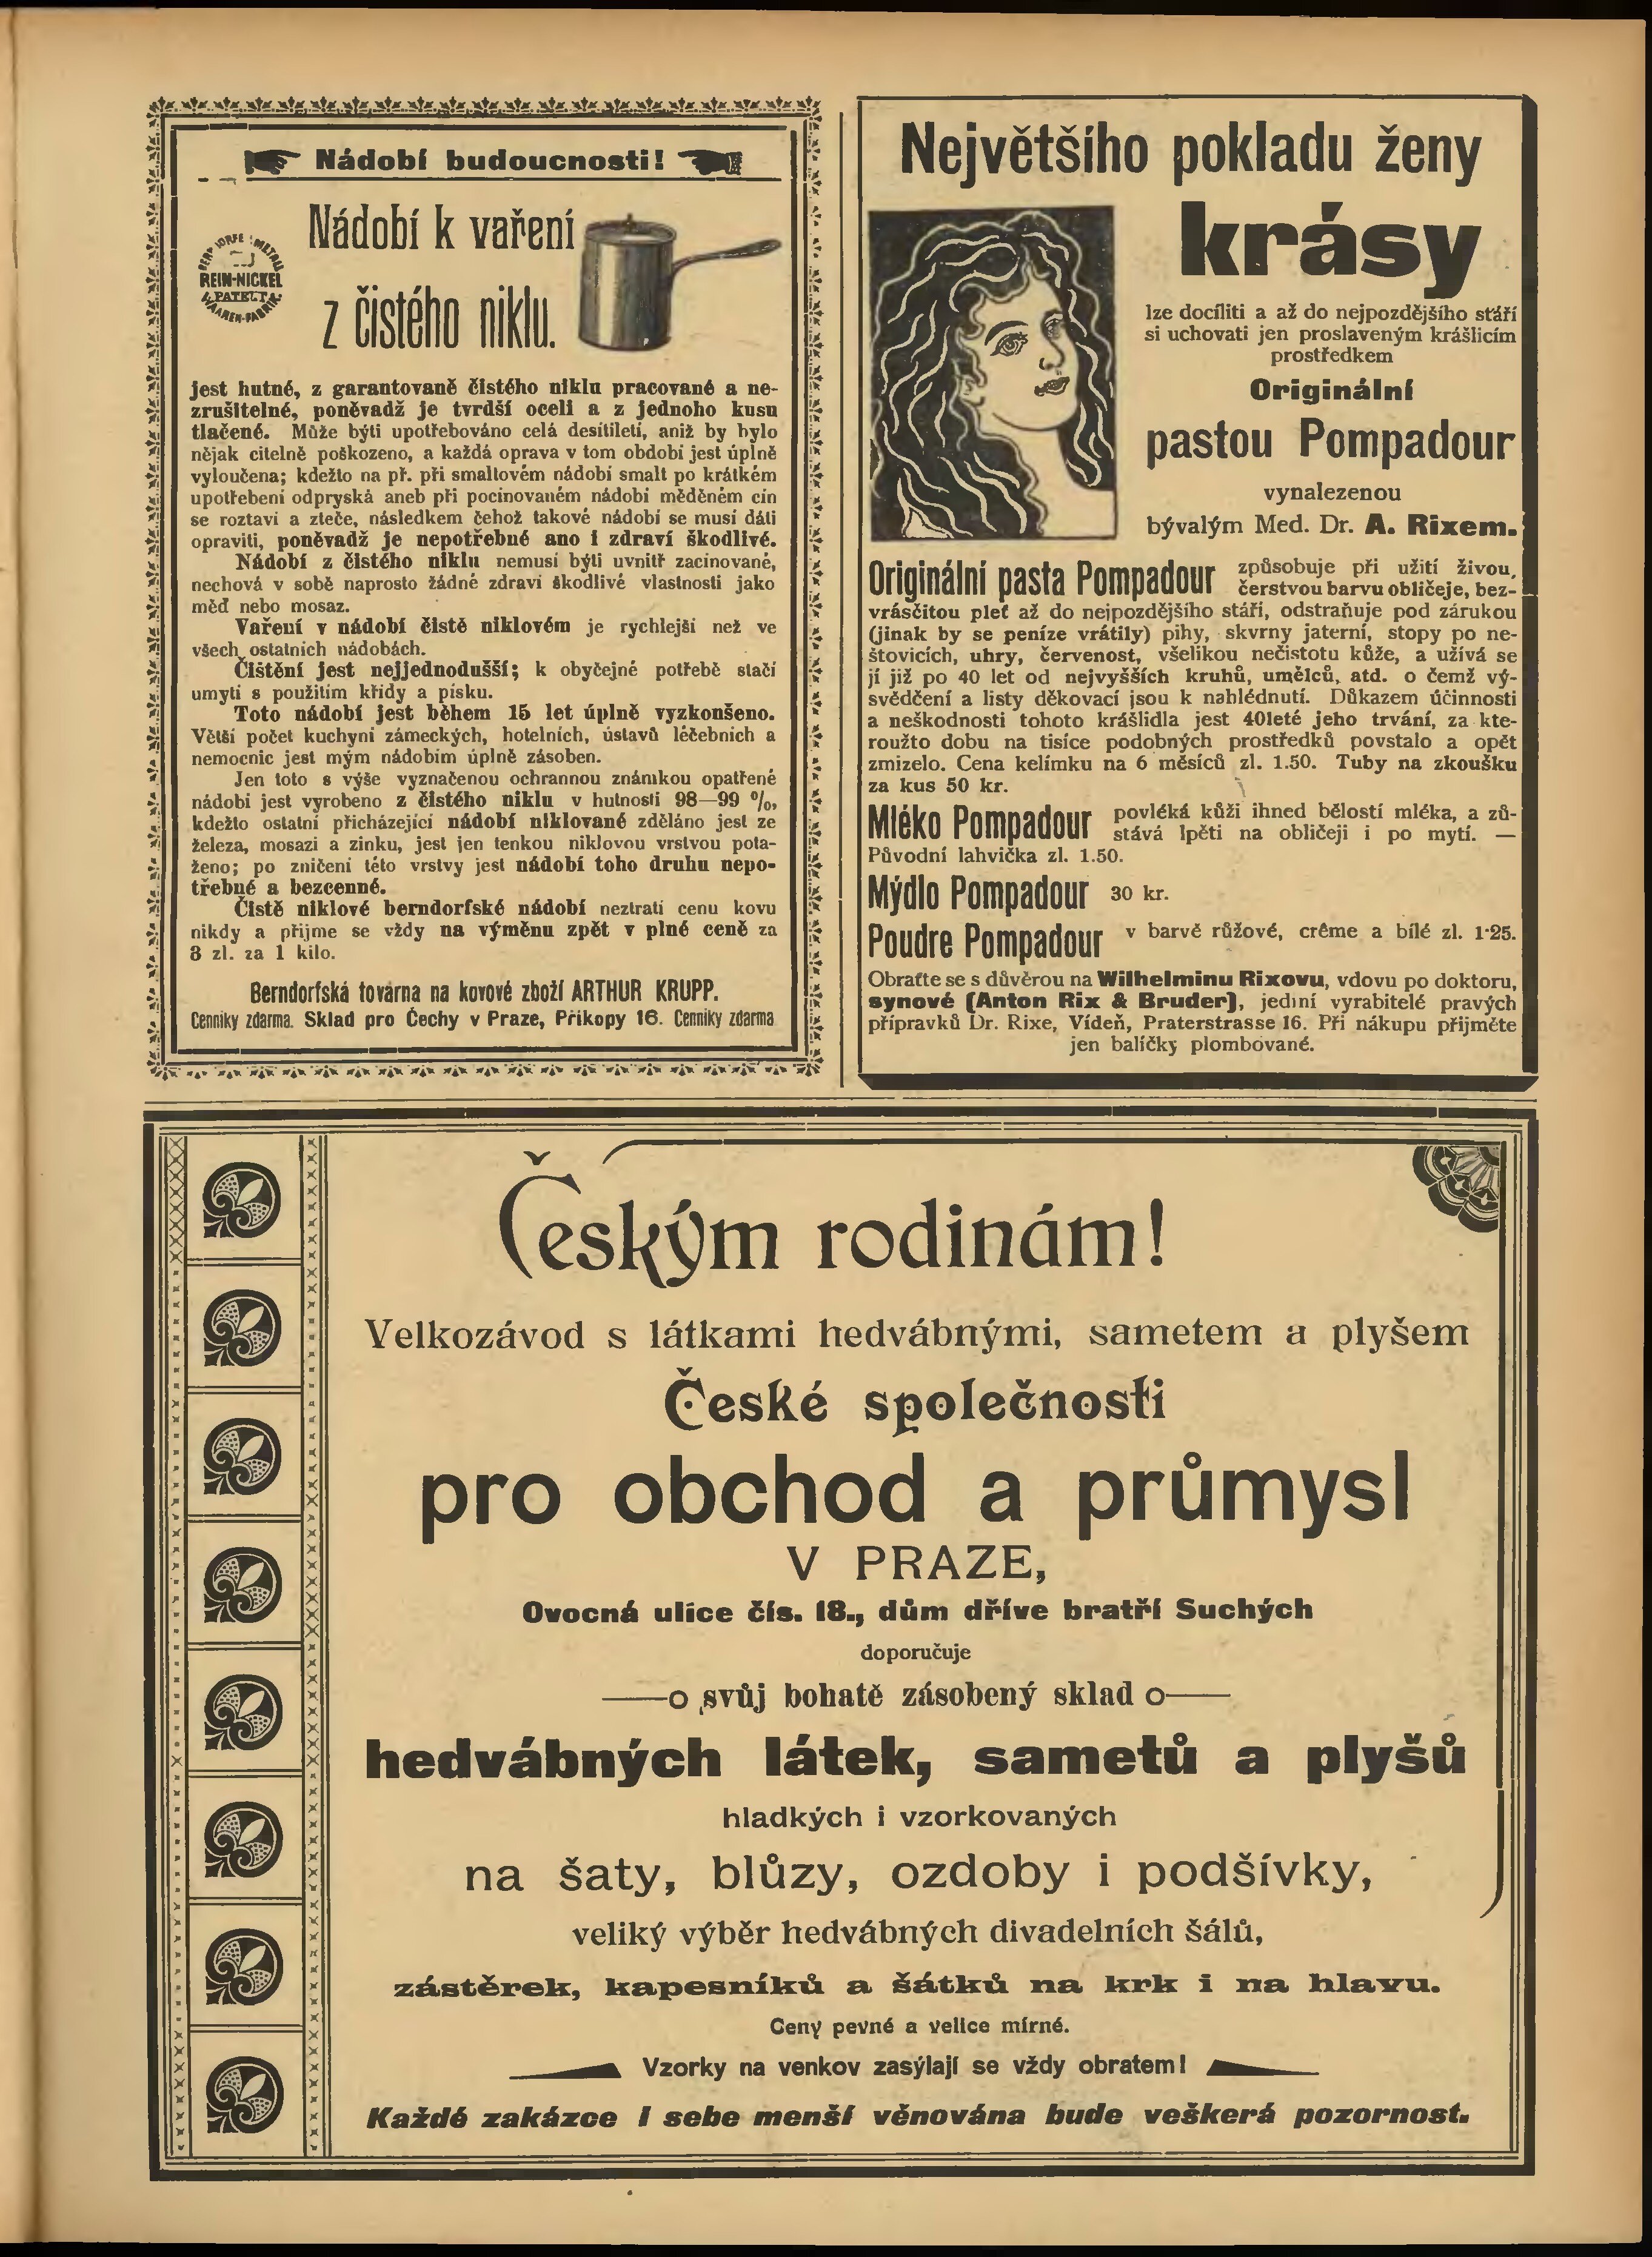 Nádobí budoucnosti!
Nádobí k vaření
z čistého niklu.
REIN-NICKEL
jest hutné, z garantovaně čistého niklu pracované a ne-
zrušitelné, poněvadž je tvrdší oceli a z jednoho kusu
tlačené. Může býti upotřebováno celá desítiletí, aniž by bylo
nějak citelně poškozeno, a každá oprava v tom období jest úplně
vyloučena; kdežto na př. při smaltovém nádobí smalt po krátkém
upotřebení odpryská aneb při pocínovaném nádobí měděném cín
se roztaví a zteče, následkem čehož takové nádobí se musí dáti
opraviti, poněvadž je nepotřebné ano i zdraví škodlivé.
Nádobí z čistého niklu nemusí býti uvnitř zacínované,
nechová v sobě naprosto žádné zdraví škodlivé vlastnosti jako
měď nebo mosaz.
Vaření v nádobí čistě niklovém je rychlejší než ve
všech ostatních nádobách.
Čištění jest nejjednodušší; k obyčejné potřebě stačí
umytí s použitím křídy a písku.
Toto nádobí jest během 15 let úplně vyzkoušeno.
Větší počet kuchyní zámeckých, hotelních, ústavů léčebních a
nemocnic jest mým nádobím úplně zásoben.
Jen toto s výše vyznačenou ochrannou známkou opatřené
nádobí jest vyrobeno z čistého niklu v hutnosti 98—99 %,
kdežto ostatní přicházející nádobí niklované zděláno jest ze
železa, mosazi a zinku, jest jen tenkou niklovou vrstvou pota-
ženo; po zničení této vrstvy jest nádobí toho druhu nepo-
třebné a bezcenné.
Čistě niklové berndorfské nádobí neztratí cenu kovu
nikdy a přijme se vždy na výměnu zpět v plné ceně za
3 zl. za 1 kilo.
Berndorfská továrna na kovové zboží ARTHUR KRUPP.
Cenníky zdarma. Sklad pro Čechy v Praze, Příkopy 16. Cenníky zdarma
Největšího pokladu ženy
krásy
lze docíliti a až do nejpozdějšího stáří
si uchovati jen proslaveným krášlicím
prostředkem
Originální
pastou Pompadour
vynalezenou
bývalým Med. Dr. A. Rixem.
Originální pasta Pompadour způsobuje při užití živou,
čerstvou barvu obličeje, bez-
vrásčitou pleť až do nejpozdějšího stáří, odstraňuje pod zárukou
(jinak by se peníze vrátily) pihy, skvrny jaterní, stopy po ne-
štovicích, uhry, červenost, všelikou nečistotu kůže, a užívá se
jí již po 40 let od nejvyšších kruhů, umělců, atd. o čemž vy-
svědčení a listy děkovací jsou k nahlédnutí. Důkazem účinnosti
a neškodnosti tohoto krášlidla jest 40leté jeho trvání, za kte-
roužto dobu na tisíce podobných prostředků povstalo a opět
zmizelo. Cena kelímku na 6 měsíců zl. 1.50. Tuby na zkoušku
za kus 50 kr.
Mléko Pompadour povléká kůži ihned bělostí mléka, a zů-
stává lpěti na obličeji i po mytí. —
Původní lahvička zl. 1.50.
Mýdlo Pompadour 30 kr.
Poudre Pompadour v barvě růžové, crême a bílé zl. 1·25.
Obraťte se s důvěrou na Wilhelminu Rixovu, vdovu po doktoru,
synové (Anton Rix & Bruder), jediní vyrabitelé pravých
přípravků Dr. Rixe, Vídeň, Praterstrasse 16. Při nákupu přijměte
jen balíčky plombované.
Českým rodinám!
Velkozávod s látkami hedvábnými, sametem a plyšem
České společnosti
pro obchod a průmysl
V PRAZE,
Ovocná ulice čís. 18., dům dříve bratří Suchých
doporučuje
svůj bohatě zásobený sklad
hedvábných látek, sametů a plyšů
hladkých i vzorkovaných
na šaty, blůzy, ozdoby i podšívky,
veliký výběr hedvábných divadelních šálů,
zástěrek, kapesníků a šátků na krk i na hlavu.
Ceny pevné a velice mírné.
Vzorky na venkov zasýlají se vždy obratem!
Každé zakázce i sebe menší věnována bude veškerá pozornost.